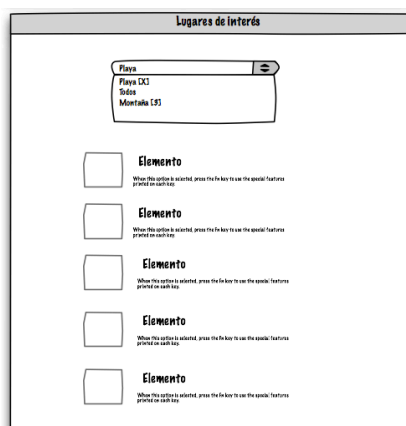 Lugares de interés
Playa
Playa [X]
Todos
Montaña [9]
Elemento
When this option is selected, press the Fn key to use the special features
printed on each key.
Elemento
When this option is selected, press the Fn key to use the special features
printed on each key.
Elemento
When this option is selected, press the Fn key to use the special features
printed on each key.
Elemento
When this option is selected, press the Fn key to use the special features
printed on each key.
Elemento
When this option is selected, press the Fn key to use the special features
printed on each key.